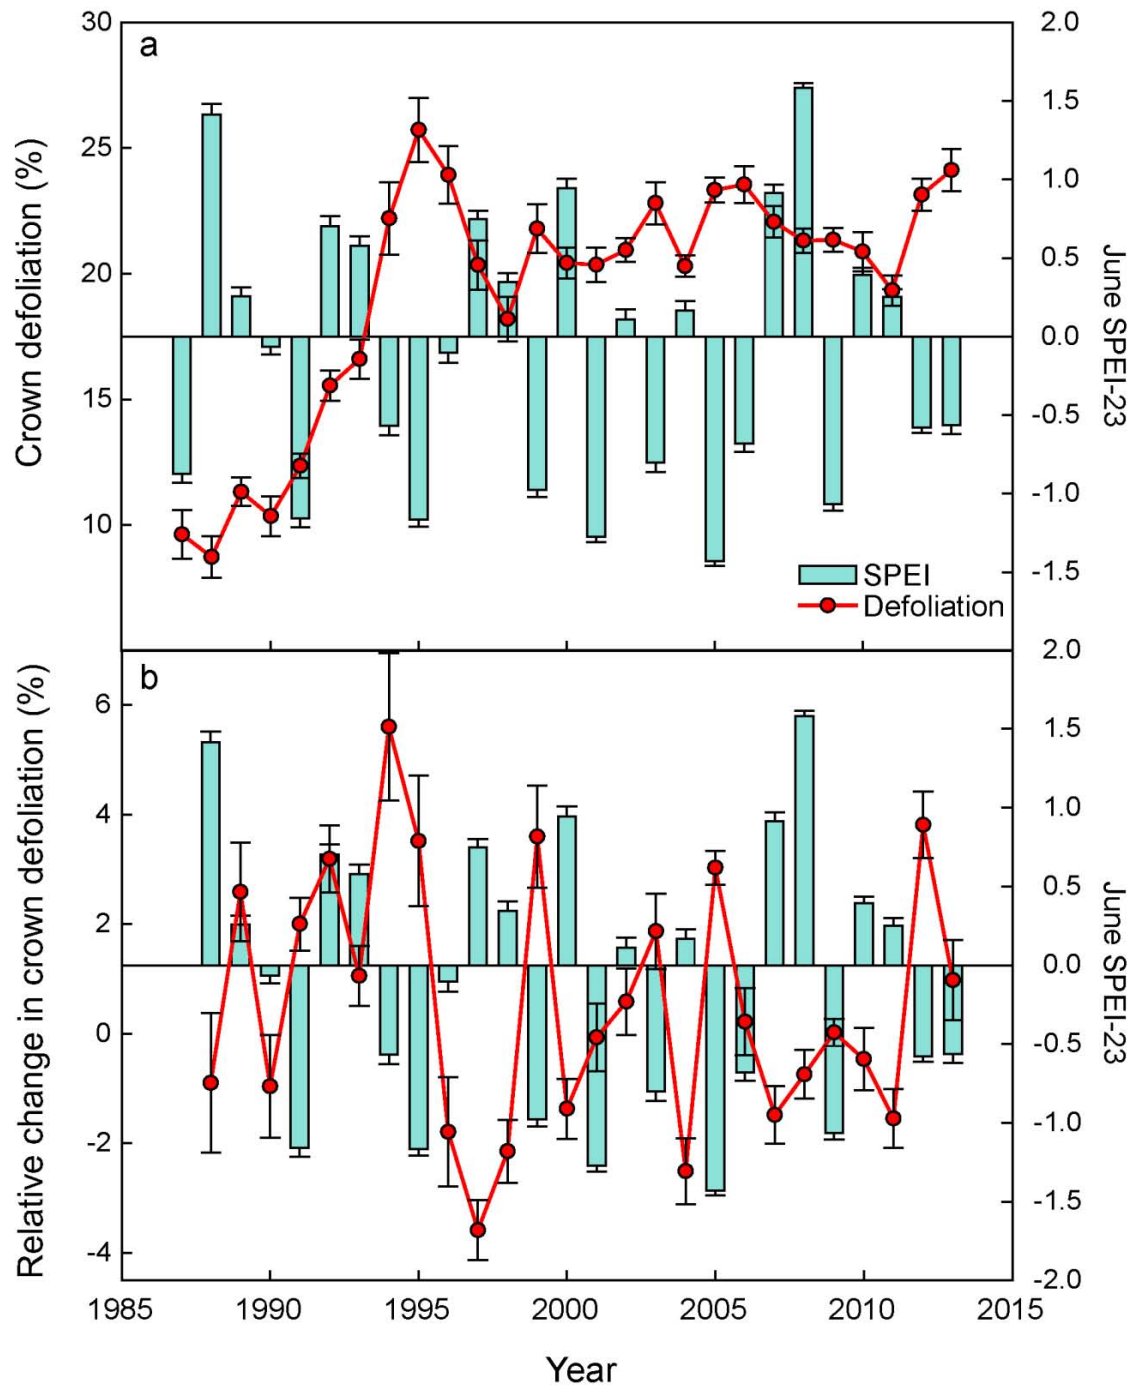 a
30
25
20
15
10
Crown defoliation (%)
2.0
1.5
1.0
0.5
0.0
-0.5
-1.0
-1.5
June SPEI-23
SPEI
Defoliation
b
6
4
2
0
-2
-4
Relative change in crown defoliation (%)
2.0
1.5
1.0
0.5
0.0
-0.5
-1.0
-1.5
-2.0
June SPEI-23
1985 1990 1995 2000 2005 2010 2015
Year